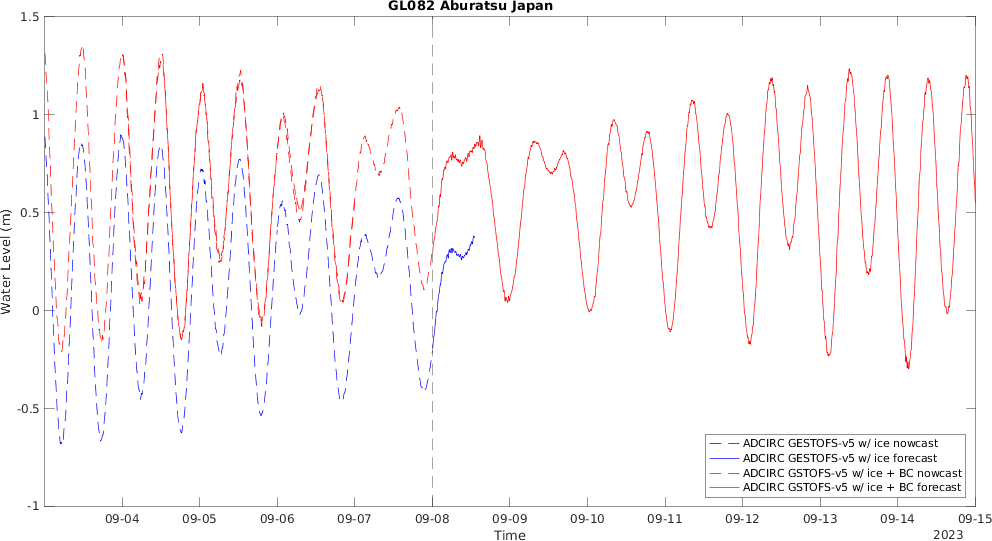 GL082 Aburatsu Japan
1.5
1
0.5
0
-0.5
-1
Water Level (m)
ADCIRC GESTOFS-v5 w/ ice nowcast
ADCIRC GESTOFS-v5 w/ ice forecast
ADCIRC GSTOFS-v5 w/ ice + BC nowcast
ADCIRC GSTOFS-v5 w/ ice + BC forecast
09-04 09-05 09-06 09-07 09-08 09-09 09-10 09-11 09-12 09-13 09-14 09-15
Time
2023